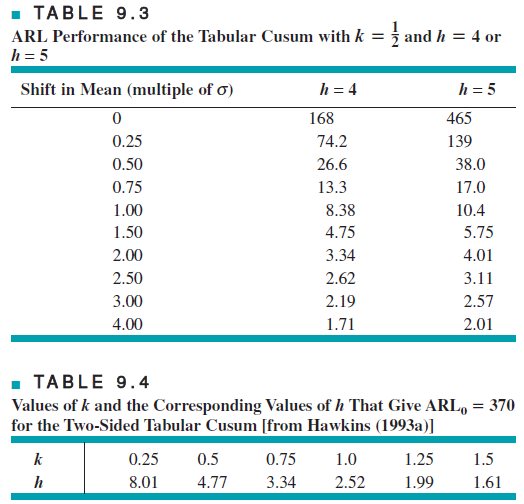 TABLE 9.3
ARL Performance of the Tabular Cusum with k = 1/2 and h = 4 or
h = 5
Shift in Mean (multiple of σ) h = 4 h = 5
0 168 465
0.25 74.2 139
0.50 26.6 38.0
0.75 13.3 17.0
1.00 8.38 10.4
1.50 4.75 5.75
2.00 3.34 4.01
2.50 2.62 3.11
3.00 2.19 2.57
4.00 1.71 2.01
TABLE 9.4
Values of k and the Corresponding Values of h That Give ARL₀ = 370
for the Two-Sided Tabular Cusum [from Hawkins (1993a)]
k 0.25 0.5 0.75 1.0 1.25 1.5
h 8.01 4.77 3.34 2.52 1.99 1.61